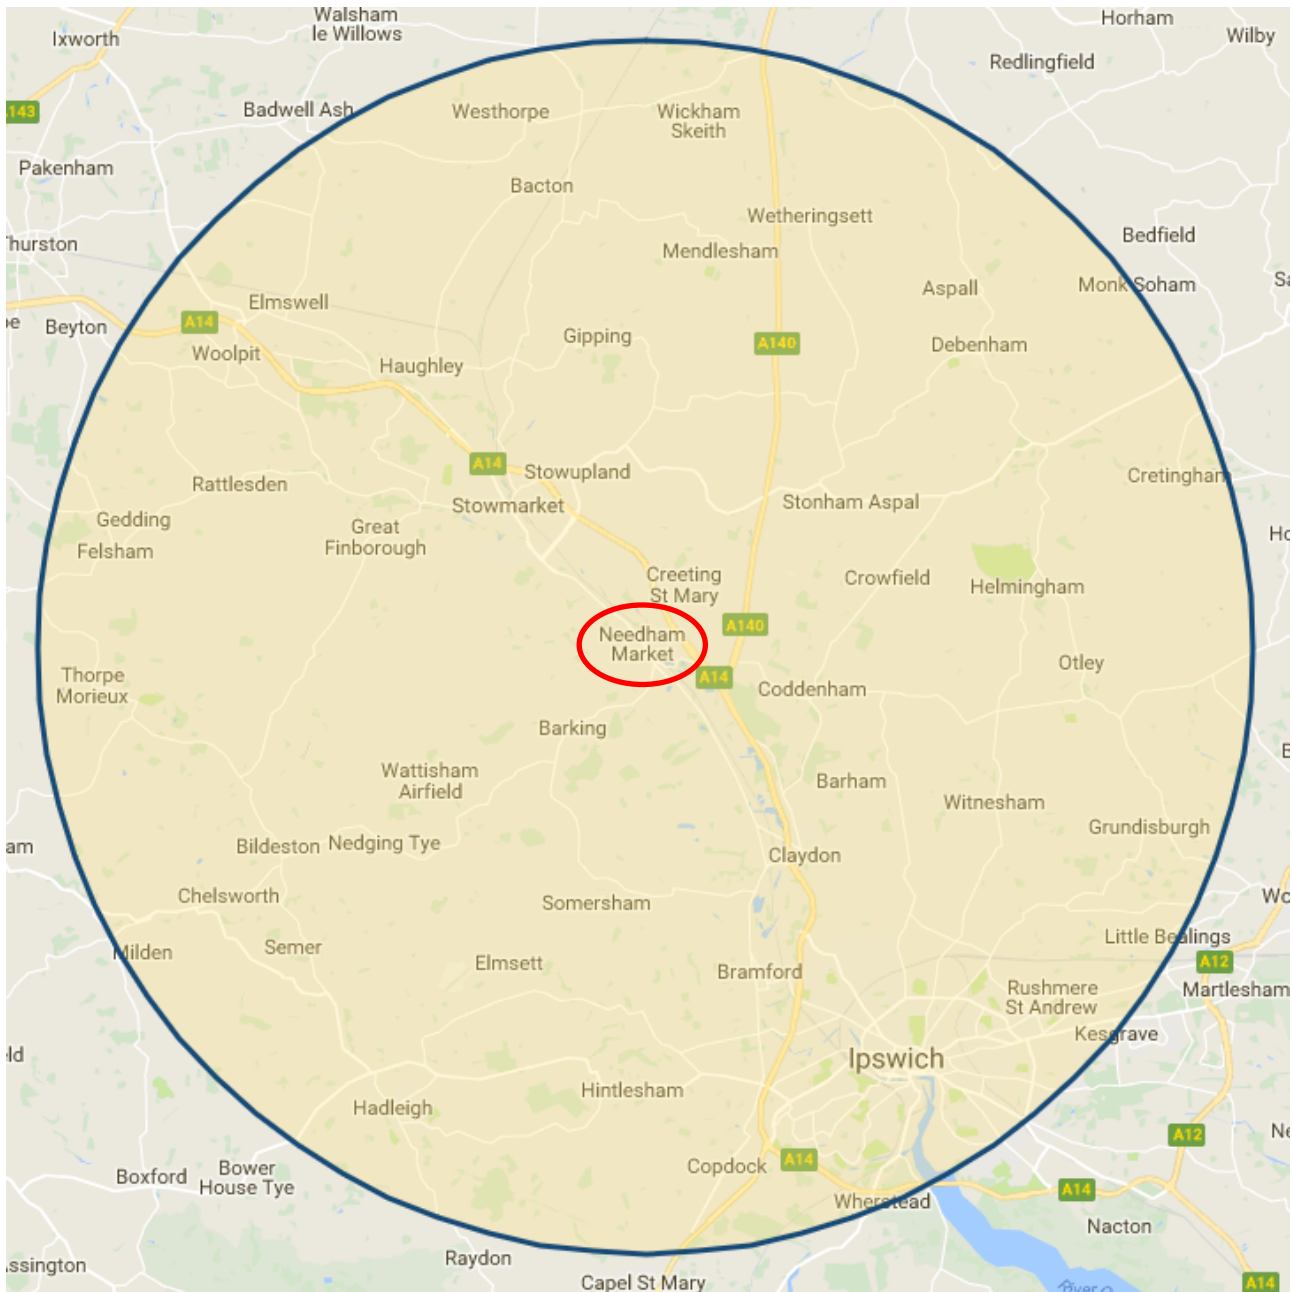 Walsham
le Willows
Horham
Ixworth
Wilby
Redlingfield
Badwell Ash
Westhorpe
Wickham
Skeith
A143
Pakenham
Bacton
Wetheringsett
Bedfield
Thurston
Mendlesham
Aspall
Monk Soham
Elmswell
A14
Beyton
Gipping
A140
Debenham
Woolpit
Haughley
A14
Stowupland
Cretingham
Rattlesden
Stowmarket
Stonham Aspal
Gedding
Great
Finborough
Felsham
Creeting
St Mary
Crowfield
Helmingham
Needham
Market
A140
Otley
Thorpe
Morieux
A14
Coddenham
Barking
Wattisham
Airfield
Barham
Witnesham
Grundisburgh
Bildeston
Nedging Tye
Claydon
Chelsworth
Somersham
Little Bealings
Milden
Semer
Elmsett
Bramford
A12
Rushmere
St Andrew
Martlesham
Kesgrave
Ipswich
Hintlesham
Hadleigh
A12
Copdock
A14
Boxford
Bower
House Tye
A14
Wherstead
Nacton
Raydon
Capel St Mary
A14
River